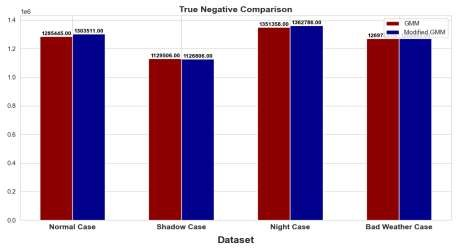 True Negative Comparison
1e6
GMM
Modified GMM
1285445.00
1303511.00
1129506.00
1126806.00
1351358.00
1362786.00
1.4
1.2
1.0
0.8
0.6
0.4
0.2
0.0
Normal Case
Shadow Case
Night Case
Bad Weather Case
Dataset